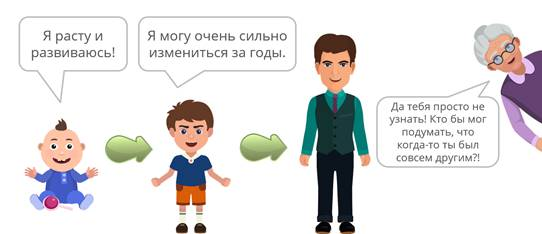 Я расту и
развиваюсь!
Я могу очень сильно
измениться за годы.
Да тебя просто не
узнать! Кто бы мог
подумать, что
когда-то ты был
совсем другим?!